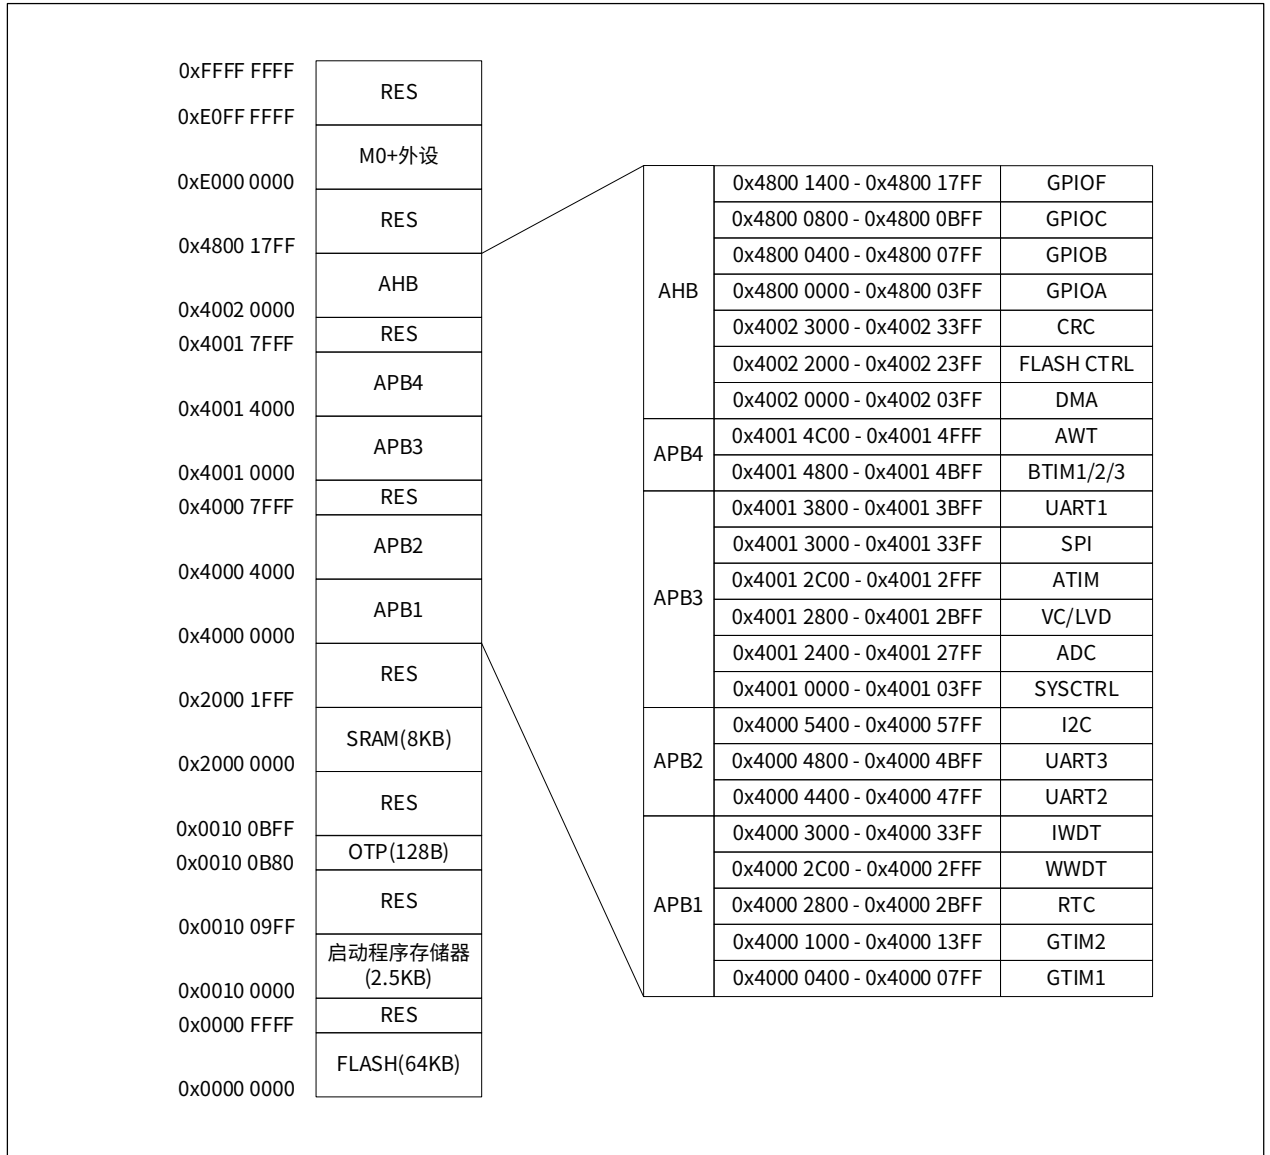 0xFFFF FFFF
RES
0xE0FF FFFF
M0+外设
0xE000 0000
RES
0x4800 17FF
AHB
0x4002 0000
RES
0x4001 7FFF
APB4
0x4001 4000
APB3
0x4001 0000
RES
0x4000 7FFF
APB2
0x4000 4000
APB1
0x4000 0000
RES
0x2000 1FFF
SRAM(8KB)
0x2000 0000
RES
0x0010 0BFF
OTP(128B)
0x0010 0B80
RES
0x0010 09FF
启动程序存储器
(2.5KB)
0x0010 0000
RES
0x0000 FFFF
FLASH(64KB)
0x0000 0000
AHB
0x4800 1400 - 0x4800 17FF GPIOF
0x4800 0800 - 0x4800 0BFF GPIOC
0x4800 0400 - 0x4800 07FF GPIOB
0x4800 0000 - 0x4800 03FF GPIOA
0x4002 3000 - 0x4002 33FF CRC
0x4002 2000 - 0x4002 23FF FLASH CTRL
0x4002 0000 - 0x4002 03FF DMA
APB4
0x4001 4C00 - 0x4001 4FFF AWT
0x4001 4800 - 0x4001 4BFF BTIM1/2/3
APB3
0x4001 3800 - 0x4001 3BFF UART1
0x4001 3000 - 0x4001 33FF SPI
0x4001 2C00 - 0x4001 2FFF ATIM
0x4001 2800 - 0x4001 2BFF VC/LVD
0x4001 2400 - 0x4001 27FF ADC
0x4001 0000 - 0x4001 03FF SYSCTRL
APB2
0x4000 5400 - 0x4000 57FF I2C
0x4000 4800 - 0x4000 4BFF UART3
0x4000 4400 - 0x4000 47FF UART2
APB1
0x4000 3000 - 0x4000 33FF IWDT
0x4000 2C00 - 0x4000 2FFF WWDT
0x4000 2800 - 0x4000 2BFF RTC
0x4000 1000 - 0x4000 13FF GTIM2
0x4000 0400 - 0x4000 07FF GTIM1